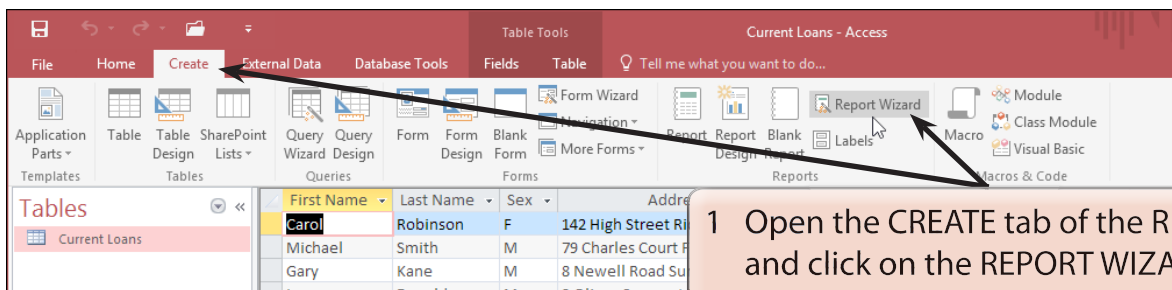 Table Tools
Current Loans - Access
File Home Create External Data Database Tools Fields Table Tell me what you want to do...
Application Parts
Table
Table Design
SharePoint Lists
Query Wizard
Query Design
Form
Form Design
Blank Form
Form Wizard
Navigation
More Forms
Report
Report Design
Blank Report
Report Wizard
Labels
Macro
Module
Class Module
Visual Basic
Templates Tables Queries Forms Reports Macros & Code
Tables
Current Loans
First Name Last Name Sex Addre
Carol Robinson F 142 High Street Ri
Michael Smith M 79 Charles Court
Gary Kane M 8 Newell Road Su
1 Open the CREATE tab of the R
and click on the REPORT WIZA